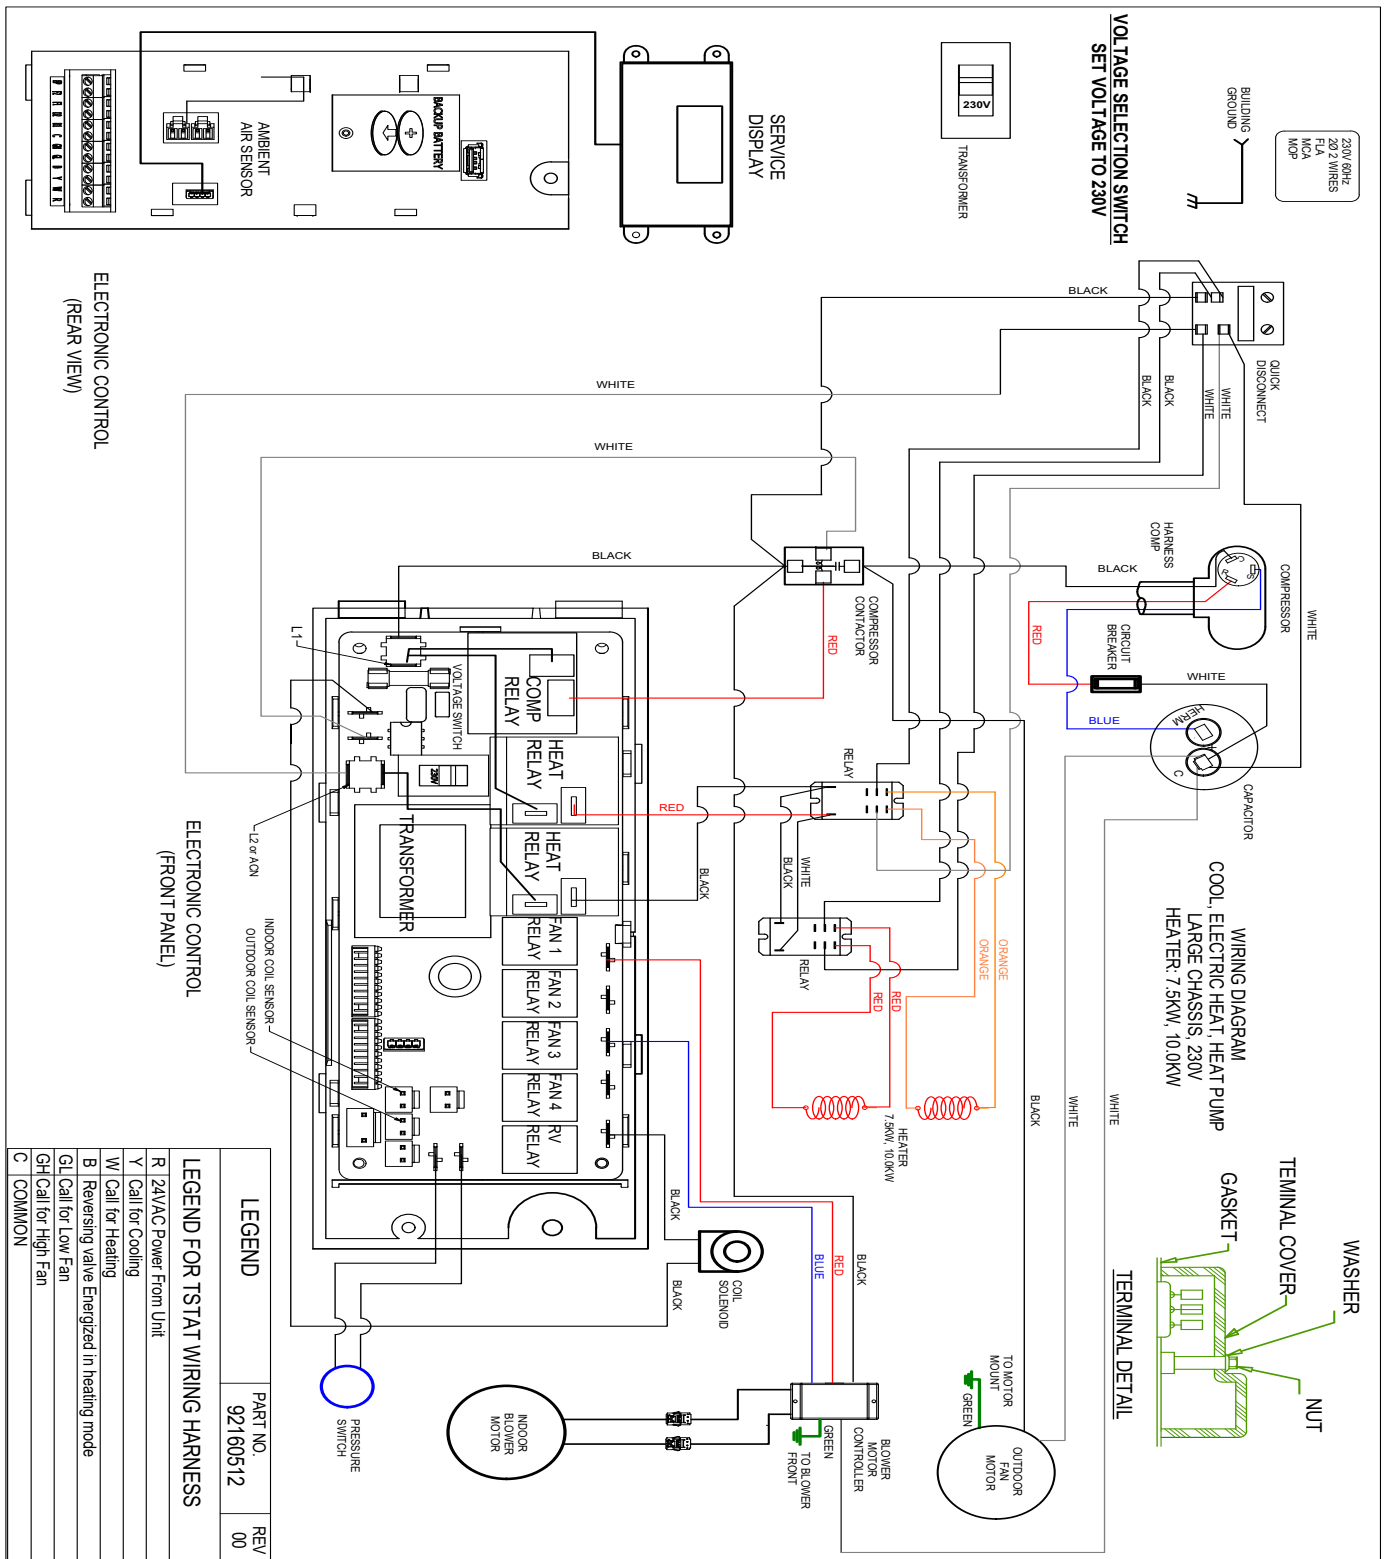 230V 60Hz
2Ø 2 WIRES
FLA
MCA
MOP
BUILDING
GROUND
VOLTAGE SELECTION SWITCH
SET VOLTAGE TO 230V
230V
TRANSFORMER
SERVICE
DISPLAY
BACKUP BATTERY
AMBIENT
AIR SENSOR
ELECTRONIC CONTROL
(REAR VIEW)
QUICK
DISCONNECT
BLACK
WHITE
WHITE
BLACK
BLACK
WHITE
WHITE
HARNESS
COMP
COMPRESSOR
C
S
R
WHITE
BLACK
BLACK
COMPRESSOR
CONTACTOR
RED
RED
CIRCUIT
BREAKER
WHITE
BLUE
HERM
C
CAPACITOR
L1
VOLTAGE SWITCH
COMP
RELAY
HEAT
RELAY
230V
HEAT
RELAY
TRANSFORMER
L2 or ACN
RELAY
RED
BLACK
WHITE
BLACK
RELAY
ORANGE
ORANGE
RED
RED
HEATER
7.5KW, 10.0KW
WIRING DIAGRAM
COOL, ELECTRIC HEAT, HEAT PUMP
LARGE CHASSIS, 230V
HEATER: 7.5KW, 10.0KW
ELECTRONIC CONTROL
(FRONT PANEL)
INDOOR COIL SENSOR
OUTDOOR COIL SENSOR
FAN 1
RELAY
FAN 2
RELAY
FAN 3
RELAY
FAN 4
RELAY
RV
RELAY
BLACK
WHITE
WHITE
BLACK
BLACK
COIL
SOLENOID
BLACK
RED
BLUE
PRESSURE
SWITCH
INDOOR
BLOWER
MOTOR
BLOWER
MOTOR
CONTROLLER
GREEN
TO BLOWER
FRONT
TO MOTOR
MOUNT
GREEN
OUTDOOR
FAN
MOTOR
WASHER
TEMINAL COVER
GASKET
NUT
TERMINAL DETAIL
LEGEND
PART NO.
92160512
REV
00
LEGEND FOR TSTAT WIRING HARNESS
R 24VAC Power From Unit
Y Call for Cooling
W Call for Heating
B Reversing valve Energized in heating mode
GL Call for Low Fan
GH Call for High Fan
C COMMON